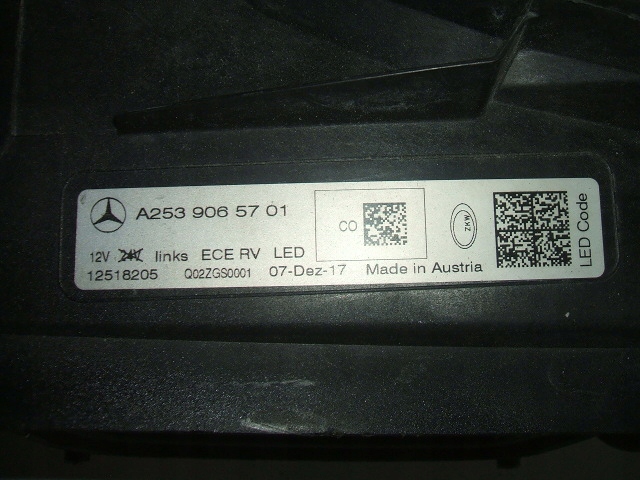 A253 906 57 01
12V 24V links ECE RV LED
12518205 Q02ZGS0001 07-Dez-17 Made in Austria
CO
ZKW
LED Code